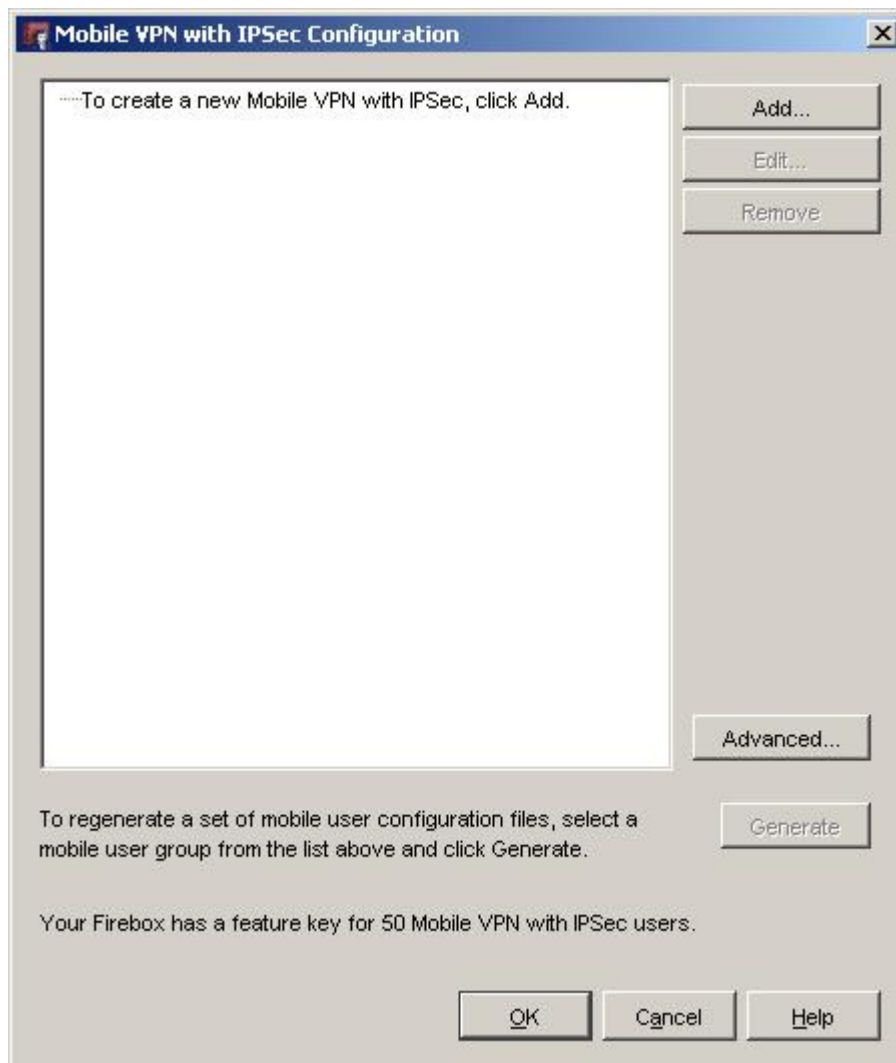 Mobile VPN with IPSec Configuration
To create a new Mobile VPN with IPSec, click Add.
Add...
Edit...
Remove
Advanced...
To regenerate a set of mobile user configuration files, select a
mobile user group from the list above and click Generate.
Generate
Your Firebox has a feature key for 50 Mobile VPN with IPSec users.
OK
Cancel
Help